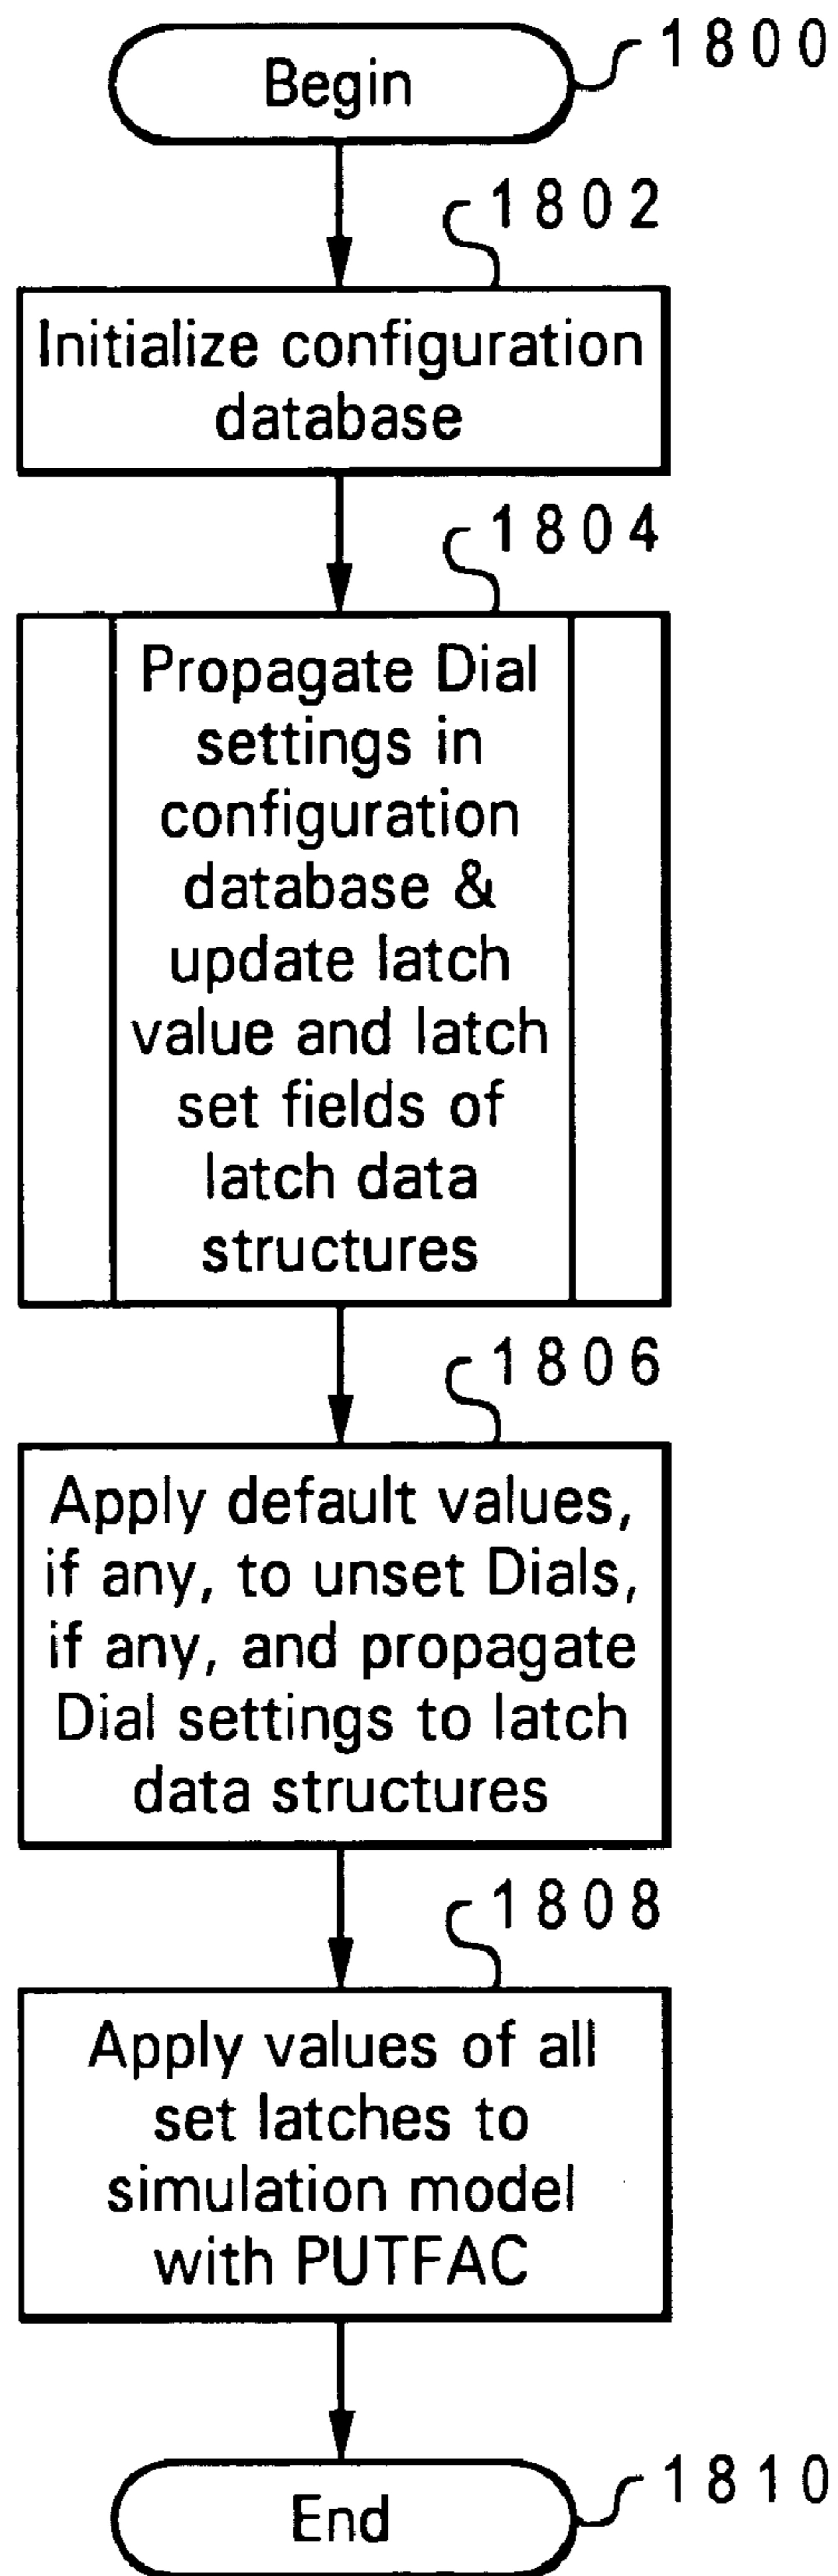 Begin
1800
1802
Initialize configuration
database
1804
Propagate Dial
settings in
configuration
database &
update latch
value and latch
set fields of
latch data
structures
1806
Apply default values,
if any, to unset Dials,
if any, and propagate
Dial settings to latch
data structures
1808
Apply values of all
set latches to
simulation model
with PUTFAC
End
1810